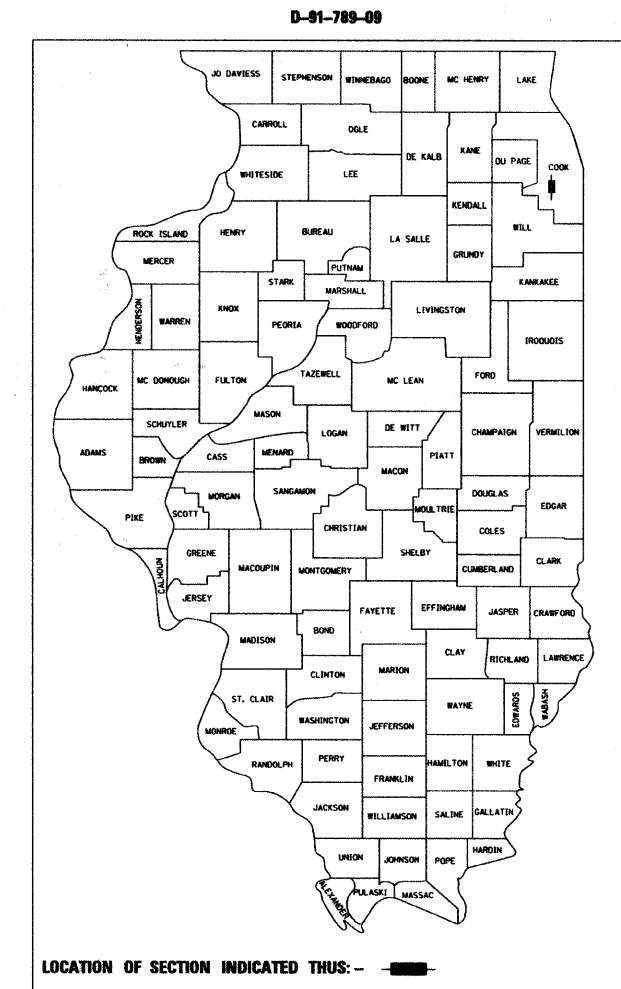 D-91-789-09
JO DAVIESS STEPHENSON WINNEBAGO BOONE MC HENRY LAKE
CARROLL OGLE DE KALB KANE DU PAGE COOK
WHITESIDE LEE
KENDALL WILL
ROCK ISLAND HENRY BUREAU LA SALLE
MERCER PUTNAM GRUNDY
STARK MARSHALL KANKAKEE
HENDERSON WARREN KNOX PEORIA WOODFORD LIVINGSTON IROQUOIS
HANCOCK MC DONOUGH FULTON TAZEWELL MC LEAN FORD
SCHUYLER MASON LOGAN DE WITT CHAMPAIGN VERMILION
ADAMS BROWN CASS MENARD MACON PIATT
PIKE SCOTT MORGAN SANGAMON CHRISTIAN MOULTRIE DOUGLAS EDGAR
COLES
CALHOUN GREENE MACOUPIN MONTGOMERY SHELBY CUMBERLAND CLARK
JERSEY FAYETTE EFFINGHAM JASPER CRAWFORD
MADISON BOND CLAY RICHLAND LAWRENCE
CLINTON MARION
ST. CLAIR WASHINGTON JEFFERSON WAYNE EDWARDS WABASH
MONROE
RANDOLPH PERRY FRANKLIN HAMILTON WHITE
JACKSON WILLIAMSON SALINE GALLATIN
UNION JOHNSON POPE HARDIN
ALEXANDER PULASKI MASSAC
LOCATION OF SECTION INDICATED THUS: -